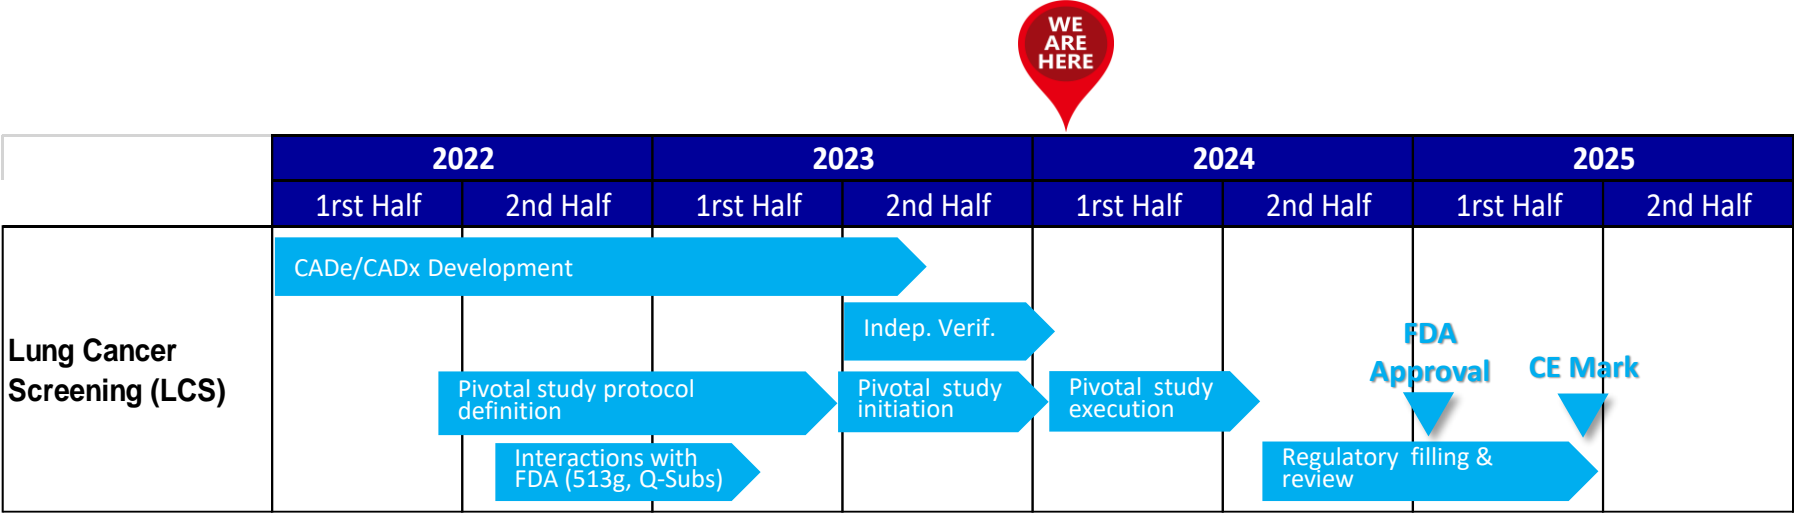 WE
ARE
HERE
2022
2023
2024
2025
1rst Half
2nd Half
1rst Half
2nd Half
1rst Half
2nd Half
1rst Half
2nd Half
Lung Cancer
Screening (LCS)
CADe/CADx Development
Indep. Verif.
Pivotal study protocol
definition
Pivotal study
initiation
Pivotal study
execution
FDA
Approval
CE Mark
Interactions with
FDA (513g, Q-Subs)
Regulatory filling &
review